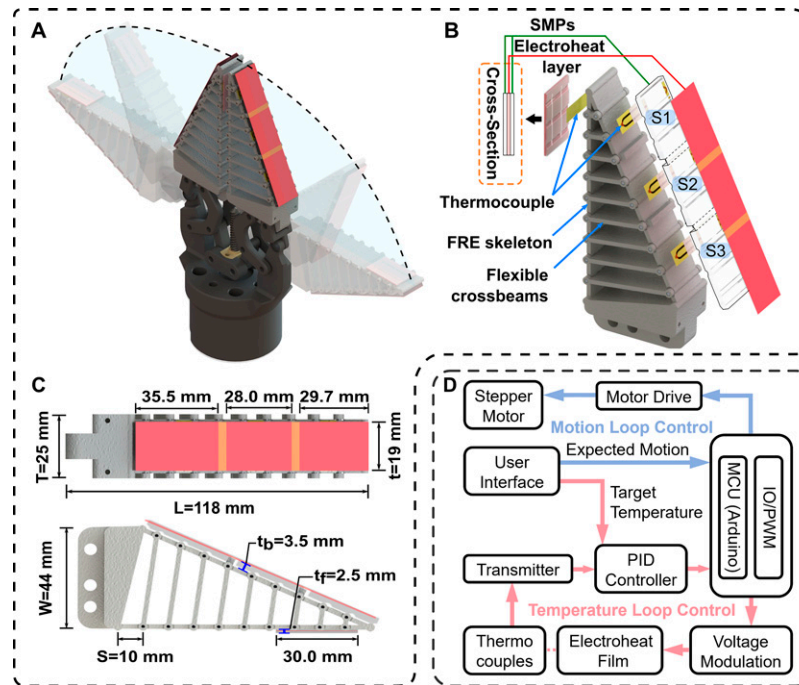 A
B
SMPs
Electroheat
layer
Cross-Section
S1
S2
S3
Thermocouple
FRE skeleton
Flexible
crossbeams
C
35.5 mm
28.0 mm
29.7 mm
T=25 mm
t=19 mm
L=118 mm
W=44 mm
tb=3.5 mm
tf=2.5 mm
S=10 mm
30.0 mm
D
Stepper
Motor
Motor Drive
Motion Loop Control
User
Interface
Expected Motion
Target
Temperature
MCU (Arduino)
IO/PWM
Transmitter
PID
Controller
Temperature Loop Control
Thermo
couples
Electroheat
Film
Voltage
Modulation